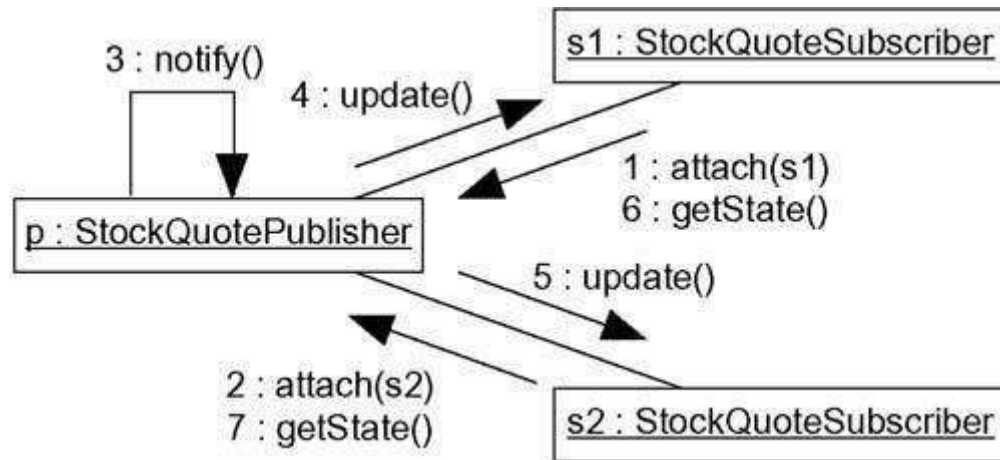 s1 : StockQuoteSubscriber
3 : notify()
4 : update()
1 : attach(s1)
6 : getState()
p : StockQuotePublisher
5 : update()
2 : attach(s2)
7 : getState()
s2 : StockQuoteSubscriber